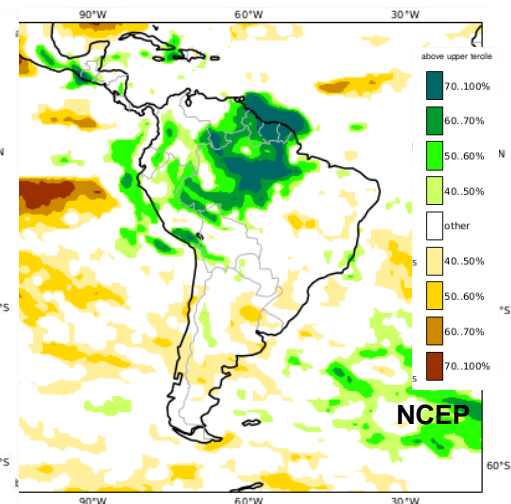 90°W 60°W 30°W
above upper tercile
70..100%
60..70%
N N
50..60%
40..50%
other
40..50%
s
50..60%
°S °S
60..70%
70..100%
s
NCEP
°S 60°S
90°W 60°W 30°W